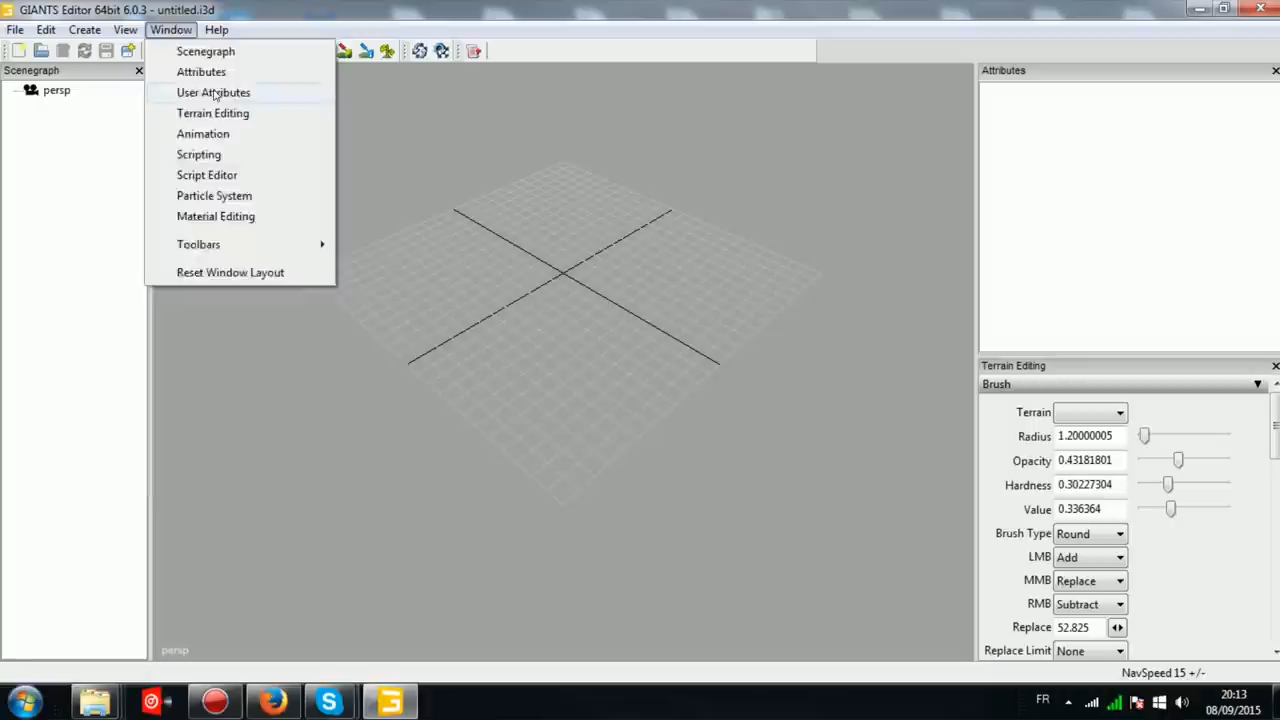 GIANTS Editor 64bit 6.0.3 - untitled.i3d
File Edit Create View Window Help
Scenegraph
persp
Scenegraph
Attributes
User Attributes
Terrain Editing
Animation
Scripting
Script Editor
Particle System
Material Editing
Toolbars
Reset Window Layout
persp
Attributes
Terrain Editing
Brush
Terrain
Radius 1.20000005
Opacity 0.43181801
Hardness 0.30227304
Value 0.336364
Brush Type Round
LMB Add
MMB Replace
RMB Subtract
Replace 52.825
Replace Limit None
NavSpeed 15 +/-
FR
20:13
08/09/2015